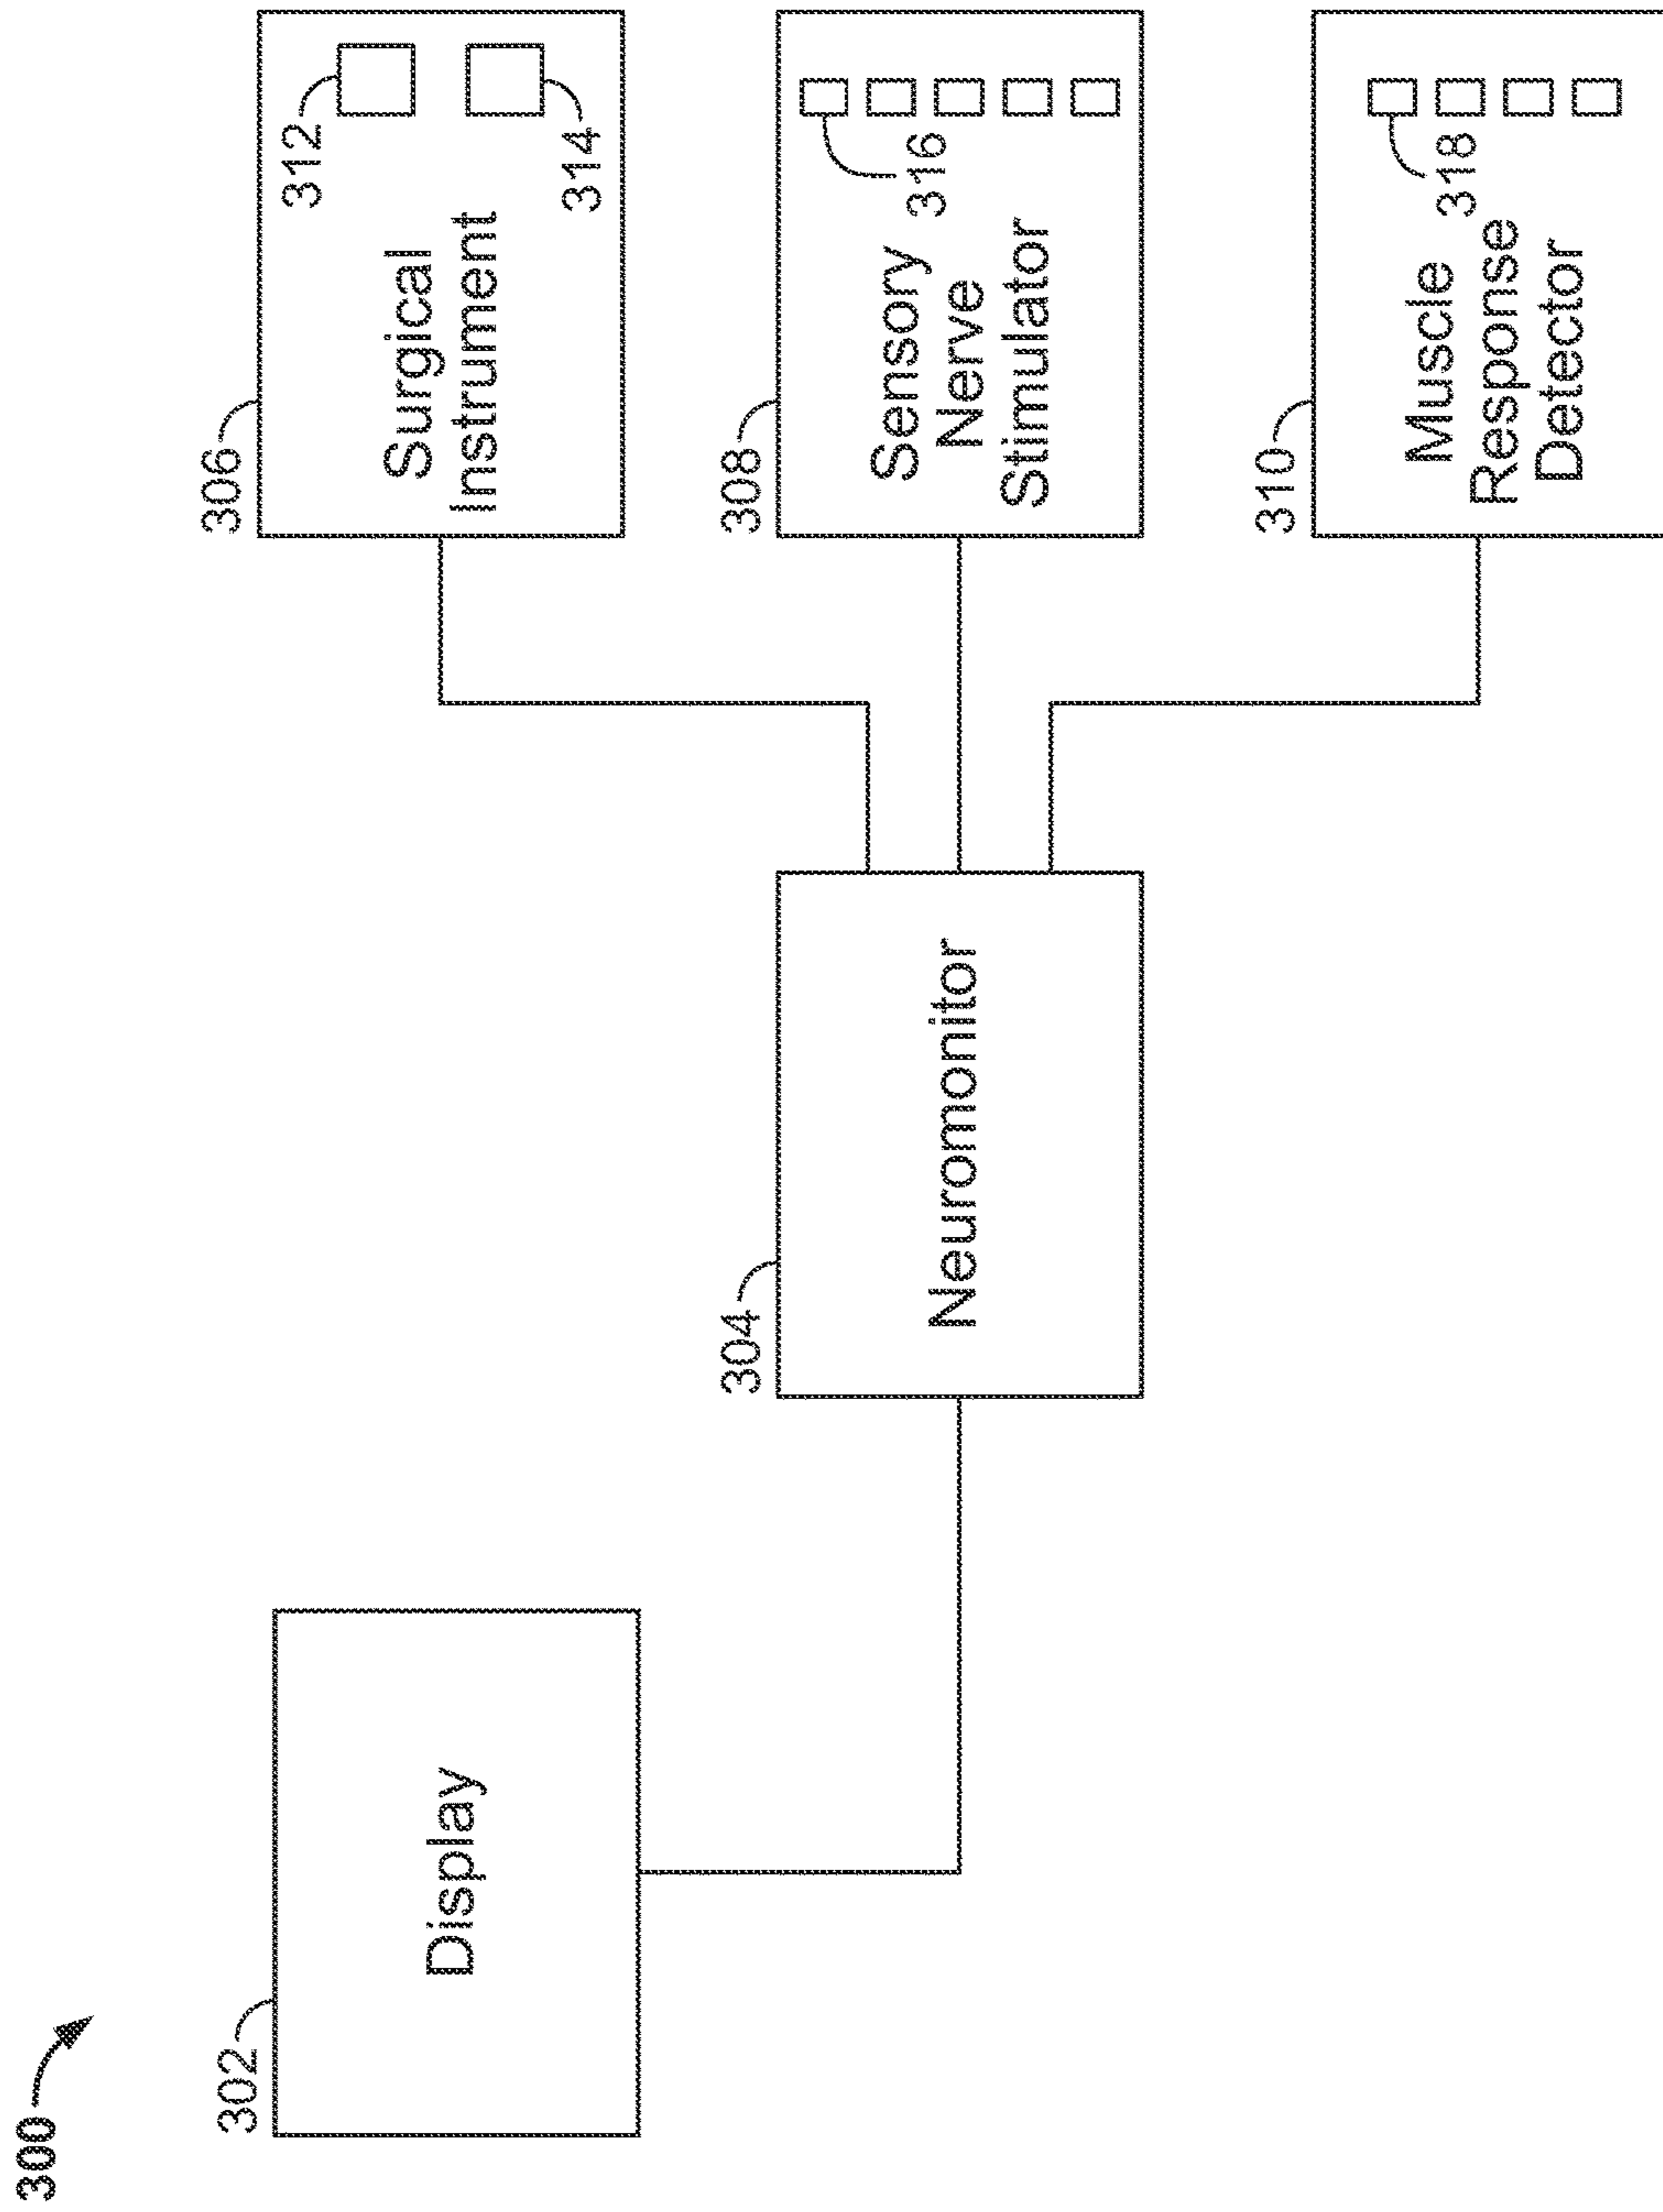 300
302
Display
304
Neuromonitor
306
Surgical
Instrument
312
314
308
Sensory
Nerve
Stimulator
316
310
Muscle
Response
Detector
318